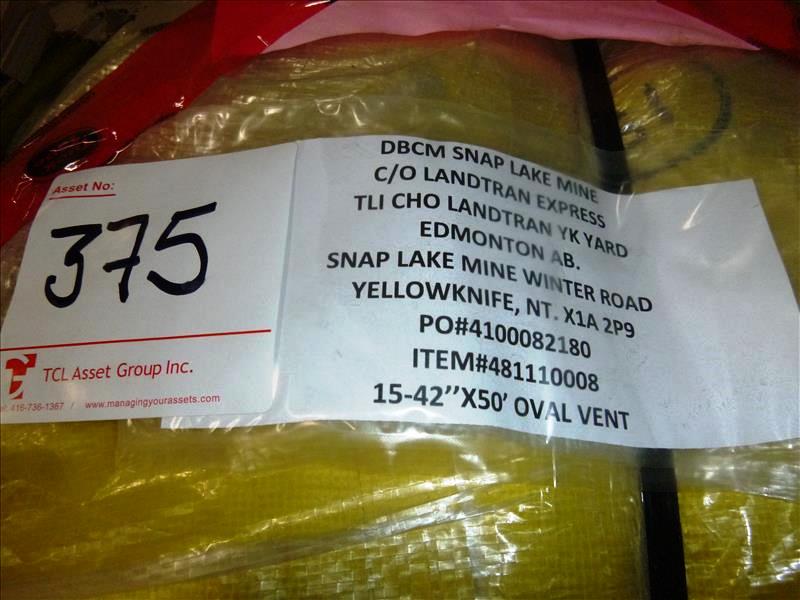 Asset No:
375
TCL Asset Group Inc.
416-736-1367 / www.managingyourassets.com
DBCM SNAP LAKE MINE
C/O LANDTRAN EXPRESS
TLI CHO LANDTRAN YK YARD
EDMONTON AB.
SNAP LAKE MINE WINTER ROAD
YELLOWKNIFE, NT. X1A 2P9
PO#4100082180
ITEM#481110008
15-42’’X50’ OVAL VENT